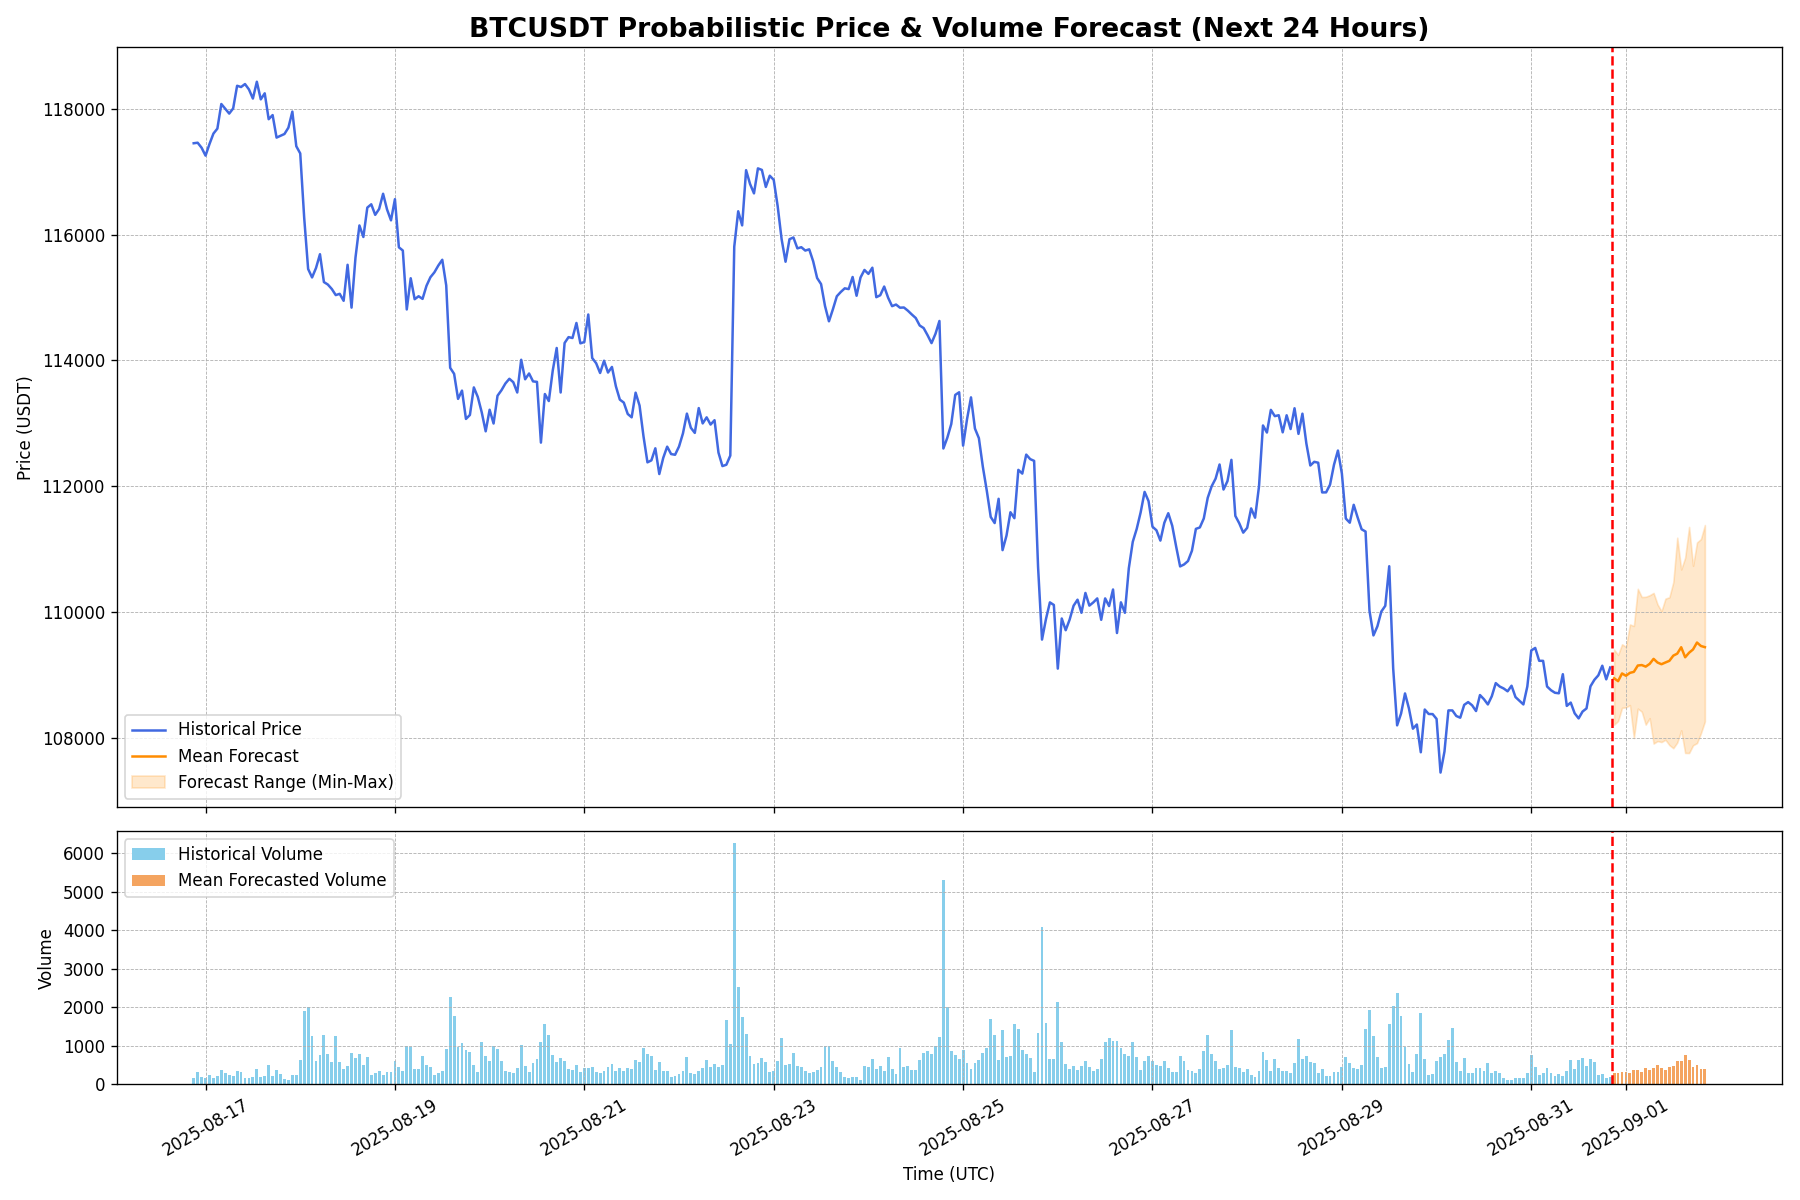 BTCUSDT Probabilistic Price & Volume Forecast (Next 24 Hours)
118000
116000
114000
112000
110000
108000
Price (USDT)
Historical Price
Mean Forecast
Forecast Range (Min-Max)
6000
5000
4000
3000
2000
1000
0
Volume
Historical Volume
Mean Forecasted Volume
2025-08-17
2025-08-19
2025-08-21
2025-08-23
2025-08-25
2025-08-27
2025-08-29
2025-08-31
2025-09-01
Time (UTC)